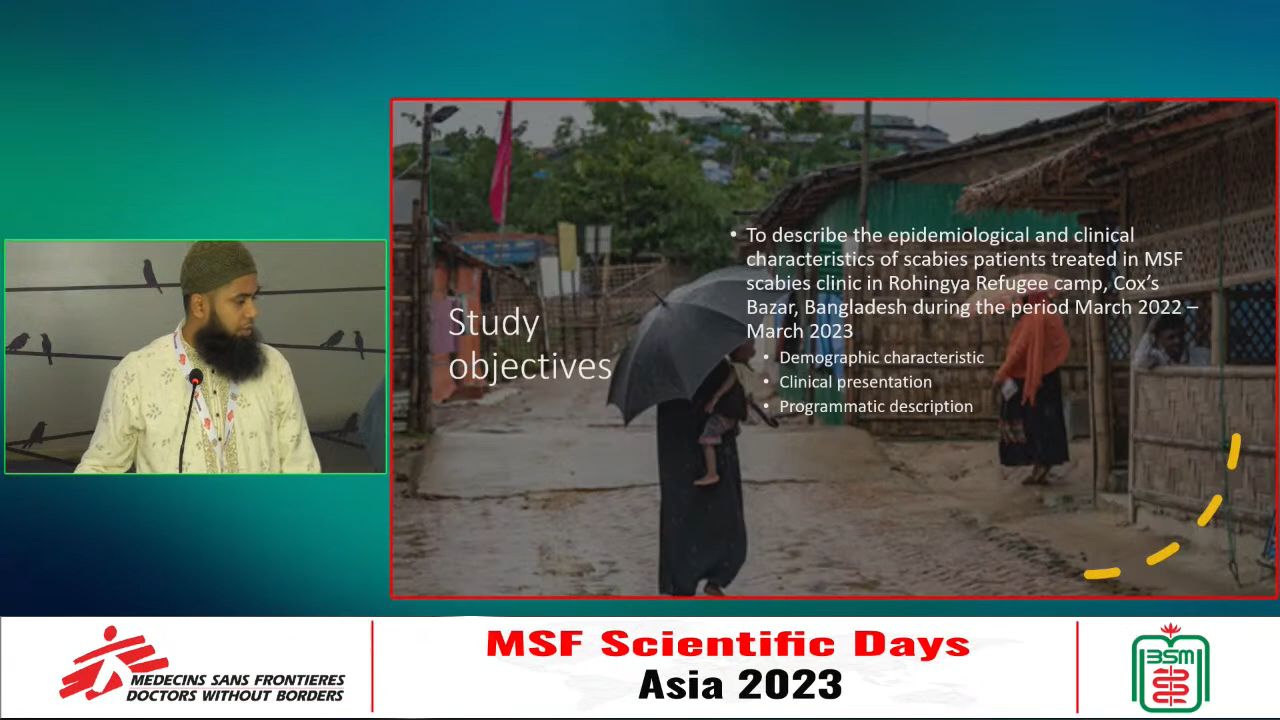 Study
objectives
• To describe the epidemiological and clinical
characteristics of scabies patients treated in MSF
scabies clinic in Rohingya Refugee camp, Cox's
Bazar, Bangladesh during the period March 2022 –
March 2023
• Demographic characteristic
• Clinical presentation
• Programmatic description
MEDECINS SANS FRONTIERES
DOCTORS WITHOUT BORDERS
MSF Scientific Days
Asia 2023
BSM